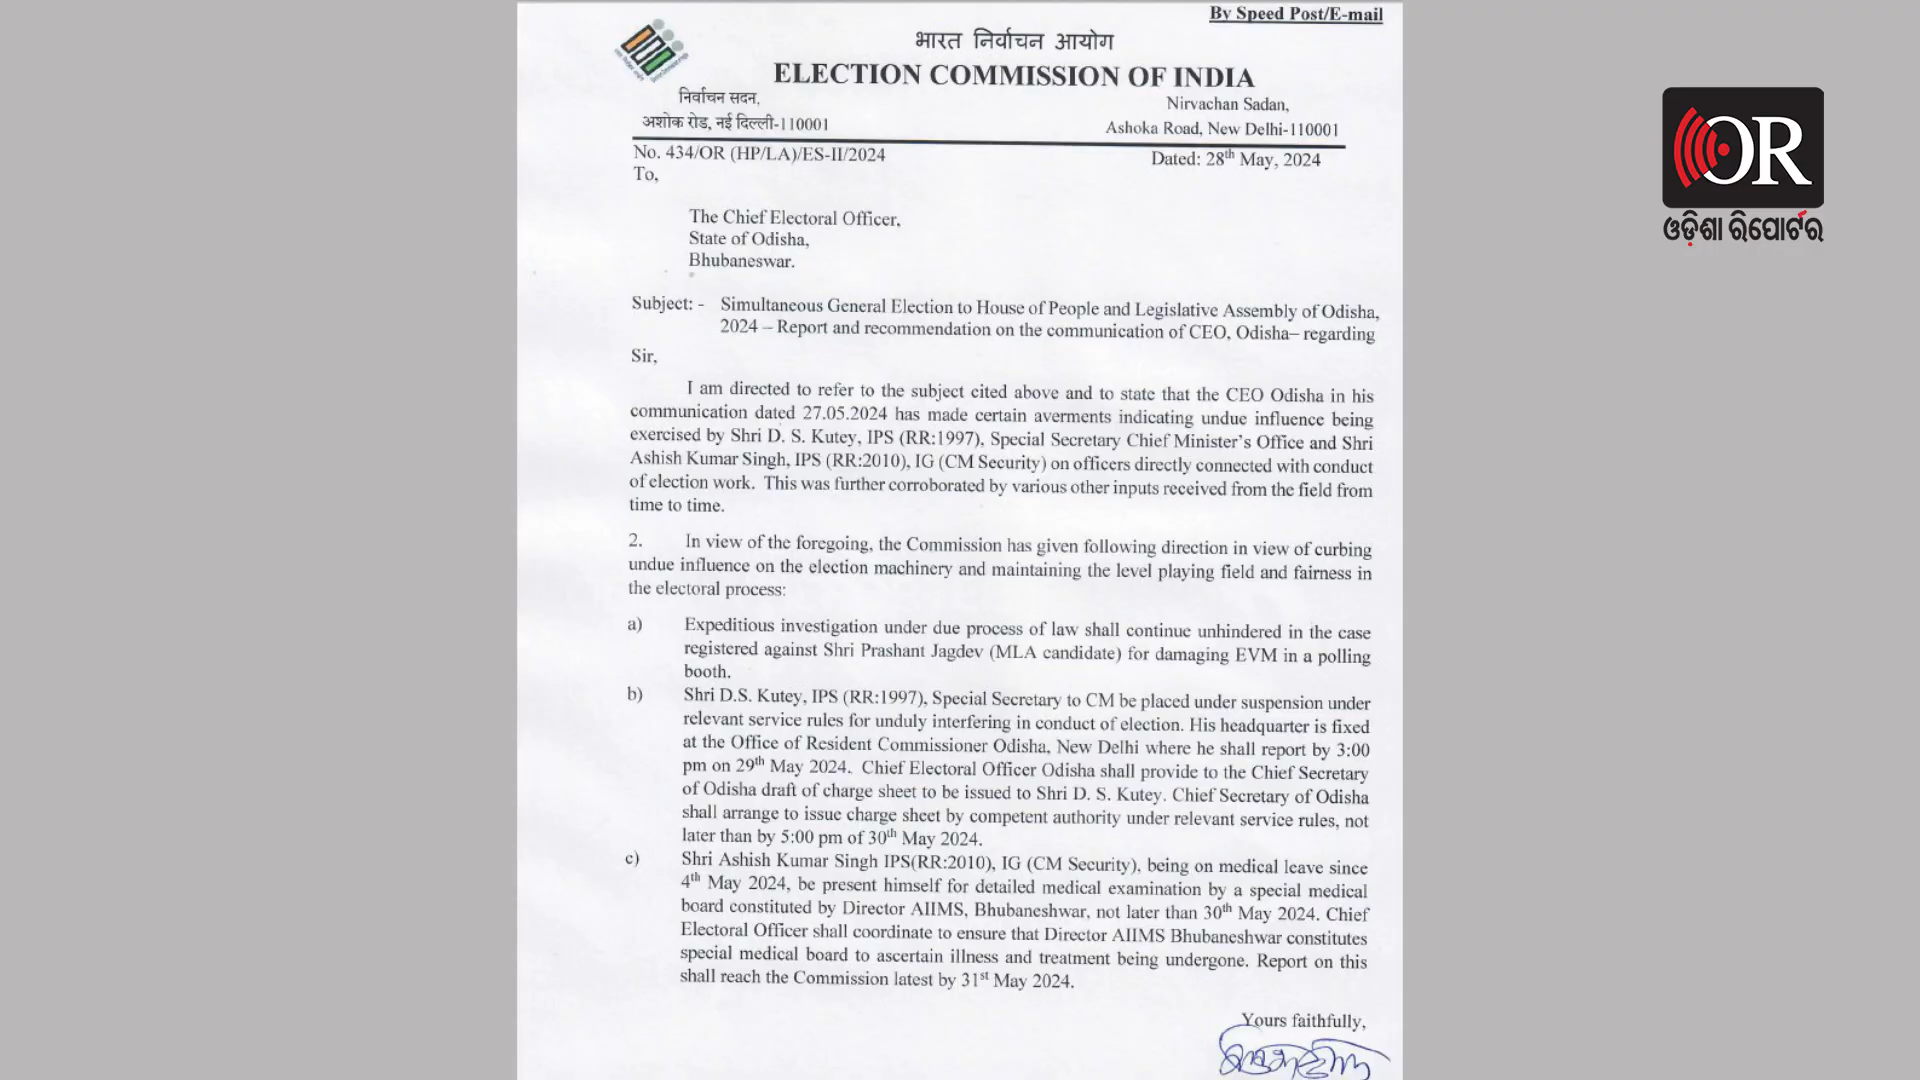 By Speed Post/E-mail
भारत निर्वाचन आयोग
ELECTION COMMISSION OF INDIA
निर्वाचन सदन,
अशोक रोड, नई दिल्ली-110001
Nirvachan Sadan,
Ashoka Road, New Delhi-110001
No. 434/OR (HP/LA)/ES-II/2024
Dated: 28th May, 2024
To,
The Chief Electoral Officer,
State of Odisha,
Bhubaneswar.
Subject: - Simultaneous General Election to House of People and Legislative Assembly of Odisha,
2024 – Report and recommendation on the communication of CEO, Odisha– regarding
Sir,
I am directed to refer to the subject cited above and to state that the CEO Odisha in his
communication dated 27.05.2024 has made certain averments indicating undue influence being
exercised by Shri D. S. Kutey, IPS (RR:1997), Special Secretary Chief Minister's Office and Shri
Ashish Kumar Singh, IPS (RR:2010), IG (CM Security) on officers directly connected with conduct
of election work. This was further corroborated by various other inputs received from the field from
time to time.
2. In view of the foregoing, the Commission has given following direction in view of curbing
undue influence on the election machinery and maintaining the level playing field and fairness in
the electoral process:
a) Expeditious investigation under due process of law shall continue unhindered in the case
registered against Shri Prashant Jagdev (MLA candidate) for damaging EVM in a polling
booth.
b) Shri D.S. Kutey, IPS (RR:1997), Special Secretary to CM be placed under suspension under
relevant service rules for unduly interfering in conduct of election. His headquarter is fixed
at the Office of Resident Commissioner Odisha, New Delhi where he shall report by 3:00
pm on 29th May 2024. Chief Electoral Officer Odisha shall provide to the Chief Secretary
of Odisha draft of charge sheet to be issued to Shri D. S. Kutey. Chief Secretary of Odisha
shall arrange to issue charge sheet by competent authority under relevant service rules, not
later than by 5:00 pm of 30th May 2024.
c) Shri Ashish Kumar Singh IPS(RR:2010), IG (CM Security), being on medical leave since
4th May 2024, be present himself for detailed medical examination by a special medical
board constituted by Director AIIMS, Bhubaneshwar, not later than 30th May 2024. Chief
Electoral Officer shall coordinate to ensure that Director AIIMS Bhubaneshwar constitutes
special medical board to ascertain illness and treatment being undergone. Report on this
shall reach the Commission latest by 31st May 2024.
Yours faithfully,
OR
ଓଡ଼ିଶା ରିପୋର୍ଟର